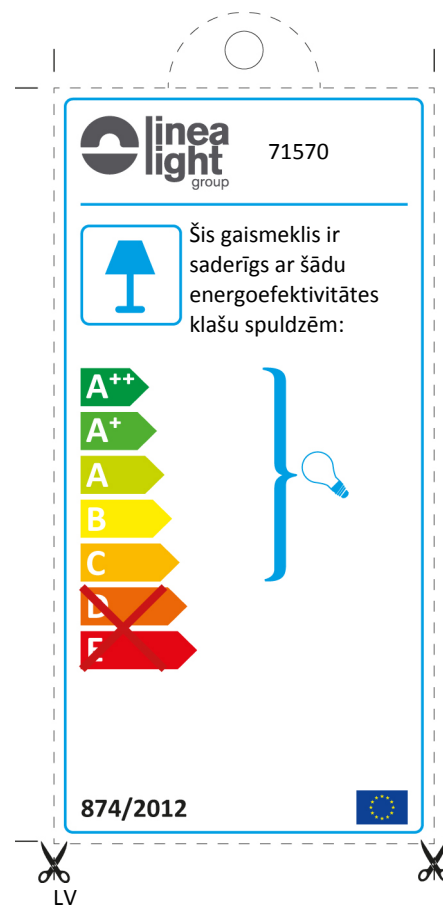 linea
light
group
71570
Šis gaismeklis ir
saderīgs ar šādu
energoefektivitātes
klašu spuldzēm:
A++
A+
A
B
C
D
E
874/2012
LV